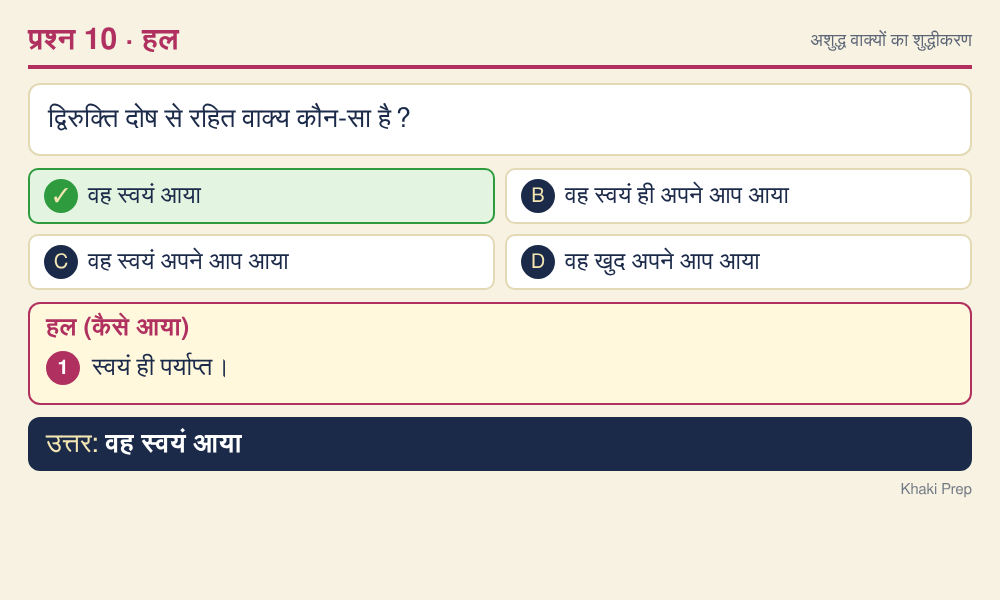 प्रश्न 10 · हल
अशुद्ध वाक्यों का शुद्धीकरण
द्विरुक्ति दोष से रहित वाक्य कौन-सा है ?
✓ वह स्वयं आया
B वह स्वयं ही अपने आप आया
C वह स्वयं अपने आप आया
D वह खुद अपने आप आया
हल (कैसे आया)
1 स्वयं ही पर्याप्त ।
उत्तर: वह स्वयं आया
Khaki Prep